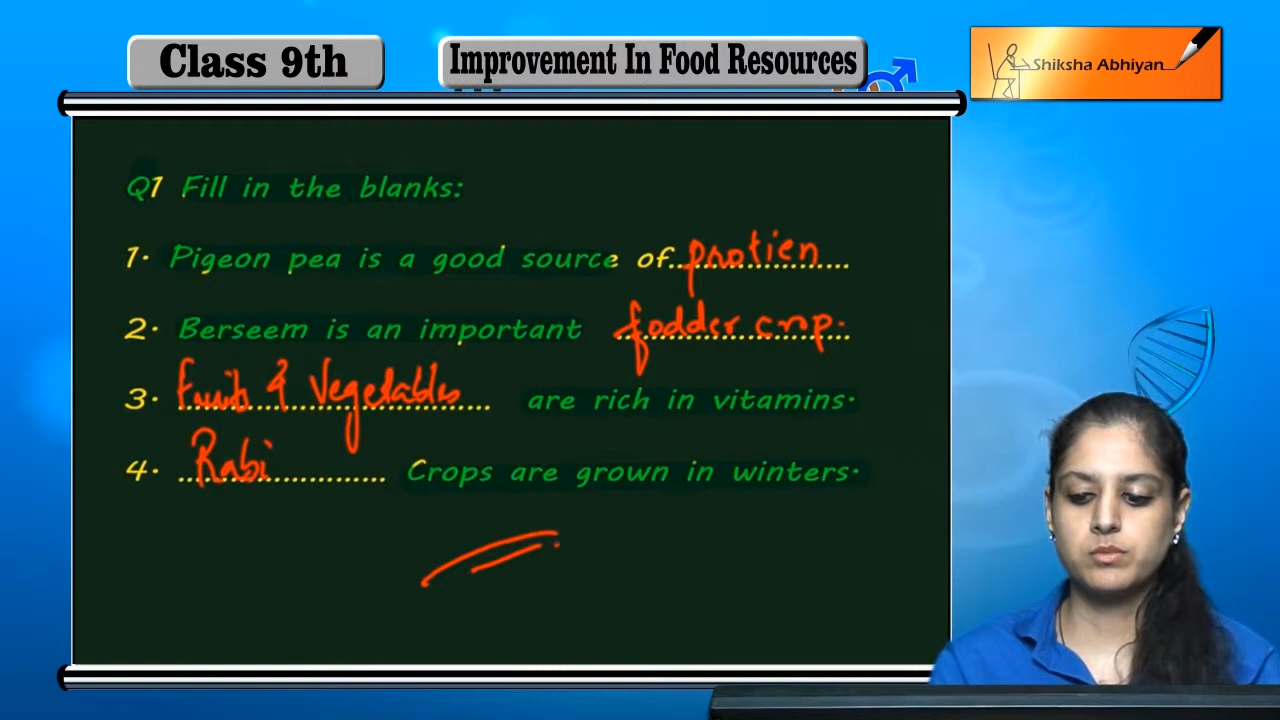 Class 9th
Improvement In Food Resources
Shiksha Abhiyan
Q1 Fill in the blanks:
1. Pigeon pea is a good source of protien
2. Berseem is an important fodder crop.
3. Fruits & Vegetables are rich in vitamins.
4. Rabi Crops are grown in winters.